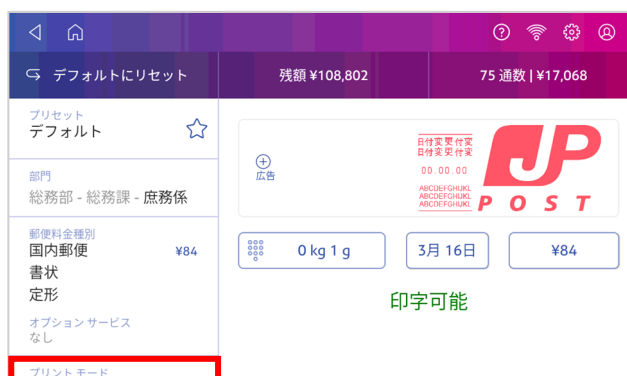 デフォルトにリセット
残額 ¥108,802
75 通数 | ¥17,068
プリセット
デフォルト
部門
総務部 - 総務課 - 庶務係
郵便料金種別
国内郵便 ¥84
書状
定形
オプション サービス
なし
プリント モード
広告
日付変更付変
日付変更付変
00.00.00
ABCDEFGHIJKL
ABCDEFGHIJKL
ABCDEFGHIJKL
JP
POST
0 kg 1 g
3月 16日
¥84
印字可能